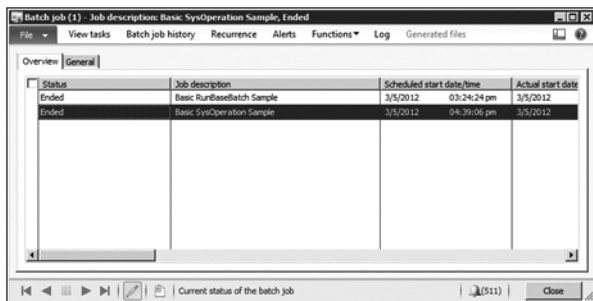 Batch job (1) - Job description: Basic SysOperation Sample, Ended
File View tasks Batch job history Recurrence Alerts Functions Log Generated files
Overview General
Status Job description Scheduled start date/time Actual start date
Ended Basic RunBaseBatch Sample 3/5/2012 03:24:24 pm 3/5/2012
Ended Basic SysOperation Sample 3/5/2012 04:39:06 pm 3/5/2012
Current status of the batch job (511) Close